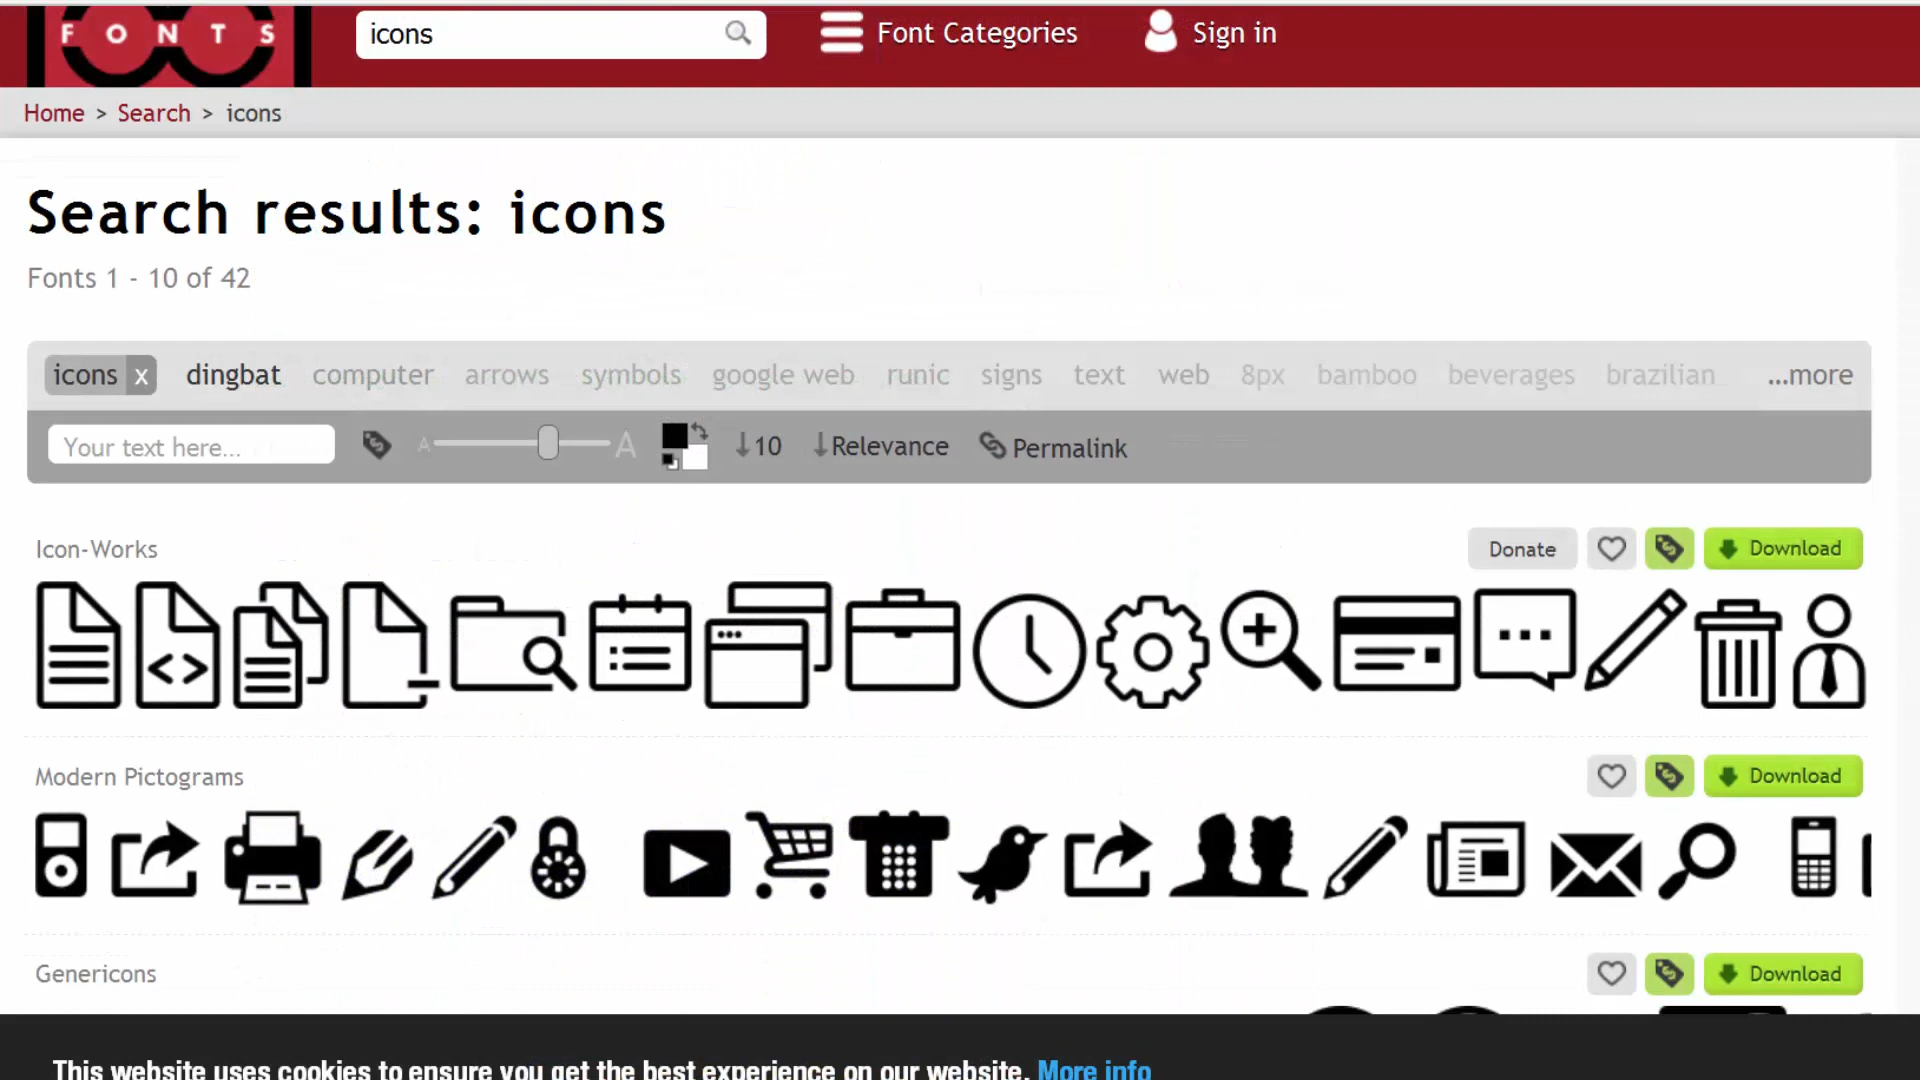 FONTS
icons
Font Categories
Sign in
Home > Search > icons
Search results: icons
Fonts 1 - 10 of 42
icons x dingbat computer arrows symbols google web runic signs text web 8px bamboo beverages brazilian ...more
Your text here... A A 10 Relevance Permalink
Icon-Works Donate Download
Modern Pictograms Download
Genericons Download
This website uses cookies to ensure you get the best experience on our website. More info